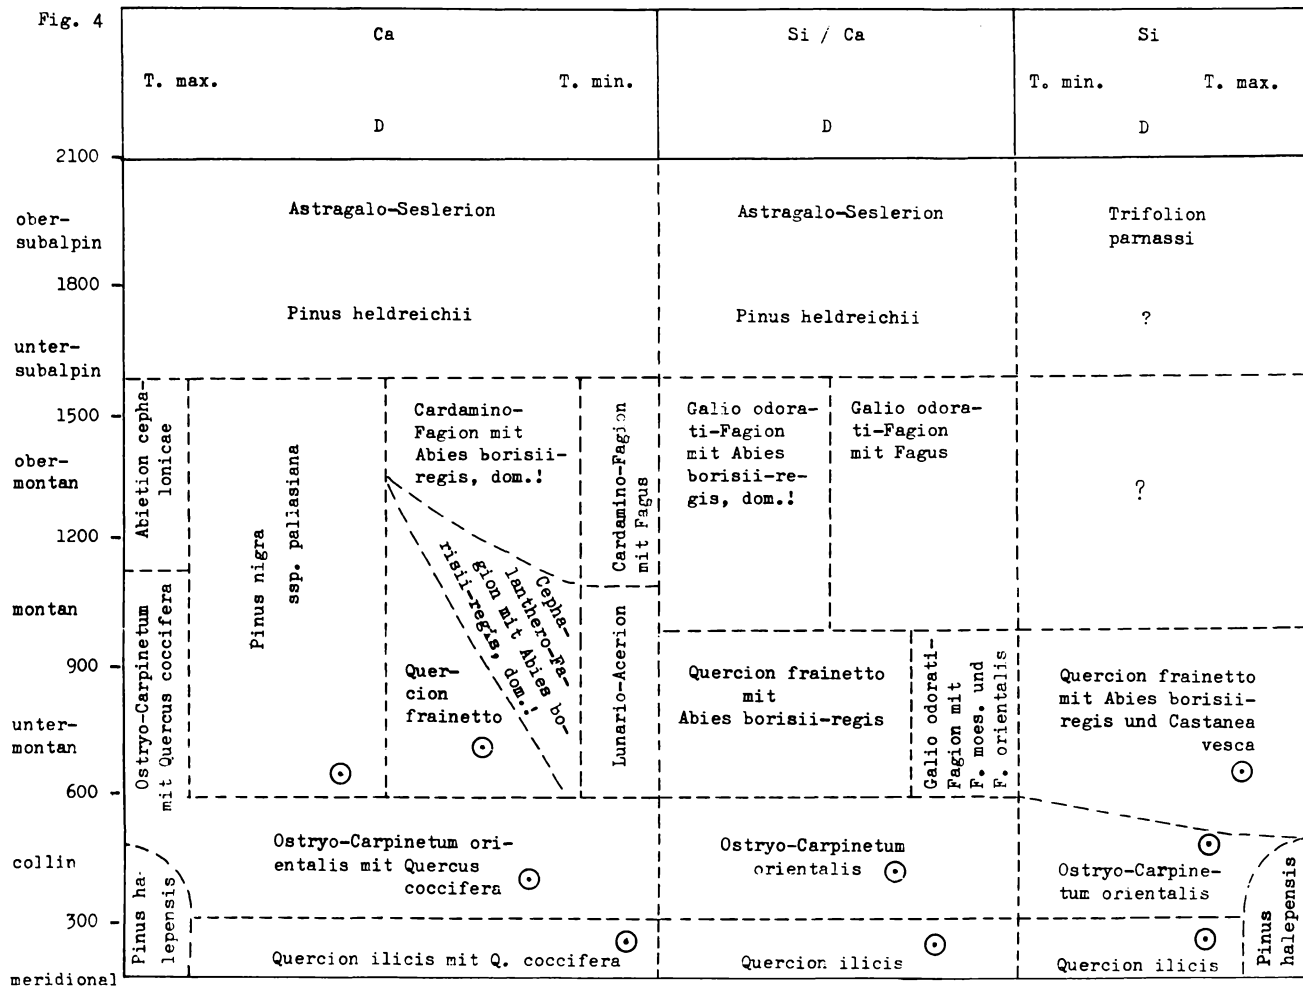 Fig. 4
Ca
Si / Ca
Si
T. max.
T. min.
T. min.
T. max.
D
D
D
2100
ober-
subalpin
1800
unter-
subalpin
1500
ober-
montan
1200
montan
900
unter-
montan
600
collin
300
meridional
Astragalo-Seslerion
Astragalo-Seslerion
Trifolion
parnassi
Pinus heldreichii
Pinus heldreichii
?
Abietion cepha-
lonicae
Pinus nigra
ssp. pallasiana
Cardamino-
Fagion mit
Abies borisii-
regis, dom.!
Cardamino-Fagion
mit Fagus
Galio odora-
ti-Fagion
mit Abies
borisii-re-
gis, dom.!
Galio odora-
ti-Fagion
mit Fagus
?
Cepha-
lanthero-Fa-
gion mit Abies bo-
risii-regis, dom.!
Ostryo-Carpinetum
mit Quercus coccifera
Quer-
cion
frainetto
Lunario-Acerion
Quercion frainetto
mit
Abies borisii-regis
Galio odorati-
Fagion mit
F. moes. und
F. orientalis
Quercion frainetto
mit Abies borisii-
regis und Castanea
vesca
Ostryo-Carpinetum ori-
entalis mit Quercus
coccifera
Ostryo-Carpinetum
orientalis
Ostryo-Carpine-
tum orientalis
Pinus ha-
lepensis
Quercion ilicis mit Q. coccifera
Quercion ilicis
Quercion ilicis
Pinus
halepensis